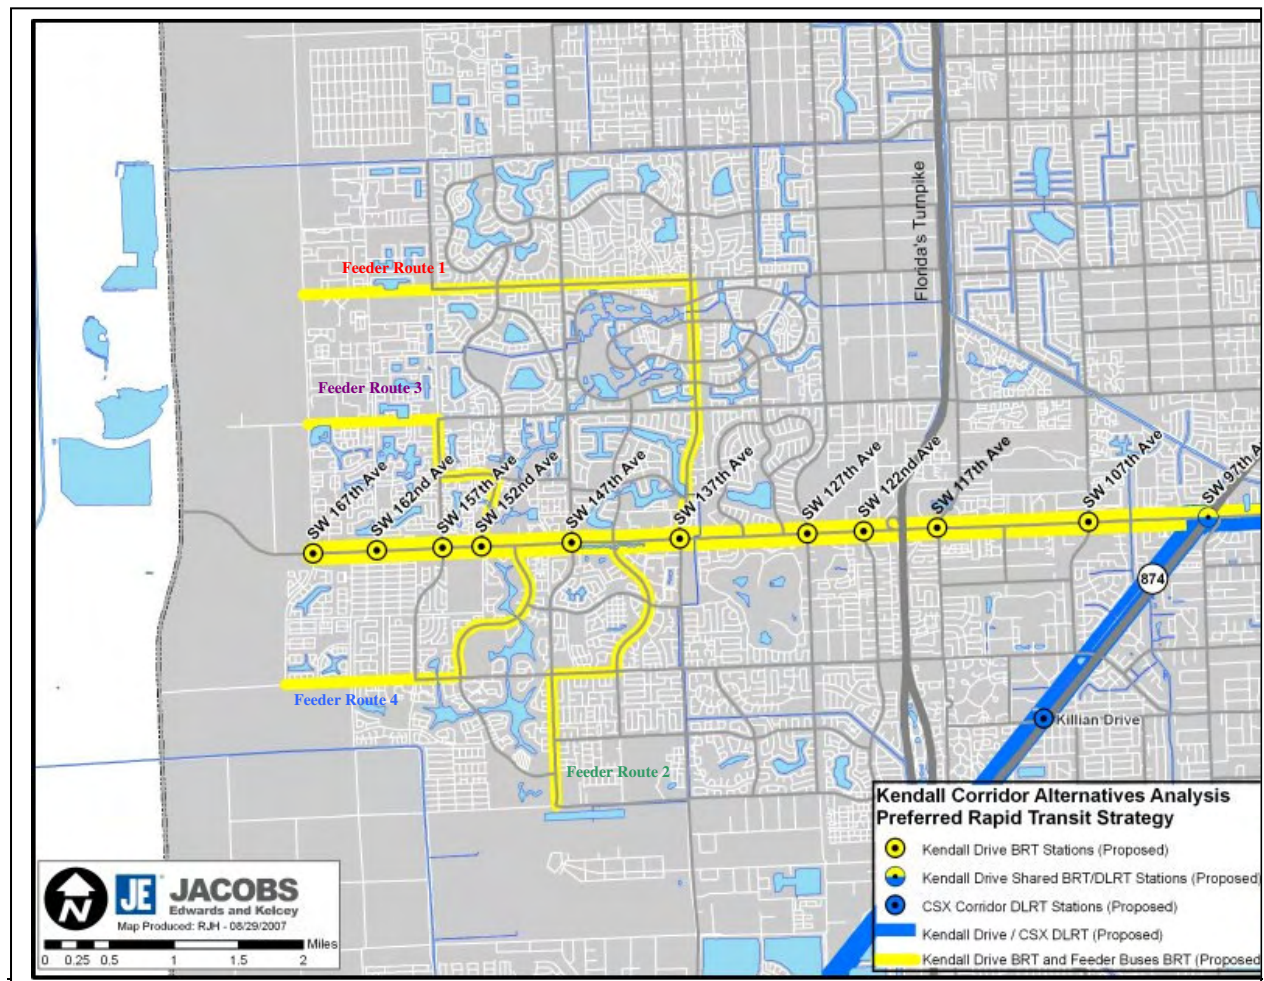 Florida's Turnpike
Feeder Route 1
Feeder Route 3
SW 167th Ave
SW 162nd Ave
SW 157th Ave
SW 152nd Ave
SW 147th Ave
SW 137th Ave
SW 127th Ave
SW 122nd Ave
SW 117th Ave
SW 107th Ave
SW 97th A
874
Feeder Route 4
Killian Drive
Feeder Route 2
Kendall Corridor Alternatives Analysis
Preferred Rapid Transit Strategy
Kendall Drive BRT Stations (Proposed)
Kendall Drive Shared BRT/DLRT Stations (Proposed)
CSX Corridor DLRT Stations (Proposed)
Kendall Drive / CSX DLRT (Proposed)
Kendall Drive BRT and Feeder Buses BRT (Proposed
N
JE JACOBS
Edwards and Kelcey
Map Produced: RJH - 08/29/2007
Miles
0 0.25 0.5 1 1.5 2